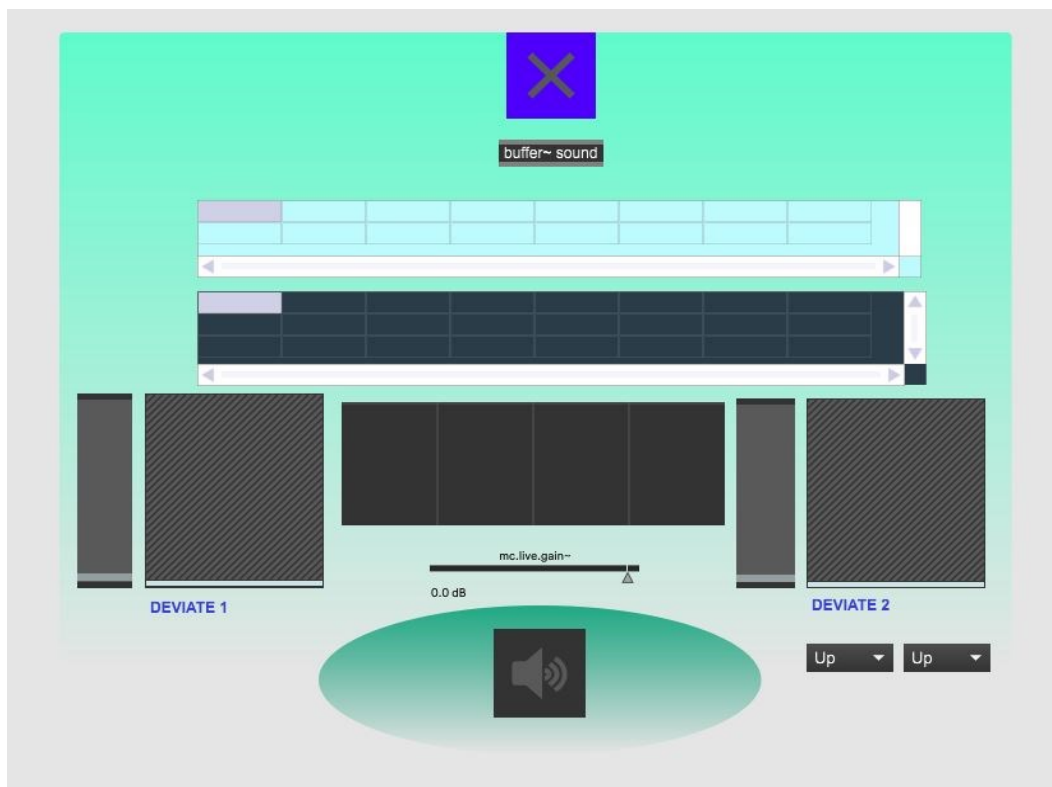 buffer~ sound
mc.live.gain~
0.0 dB
DEVIATE 1
DEVIATE 2
Up
Up